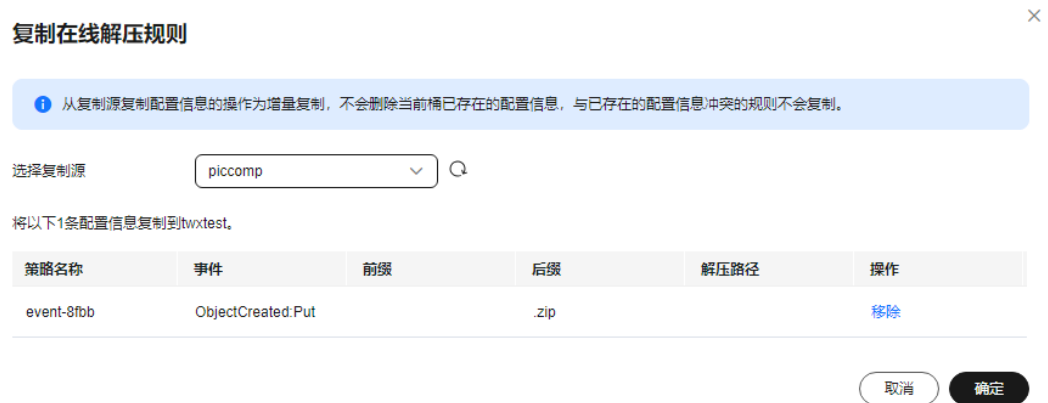 复制在线解压规则
从复制源复制配置信息的操作为增量复制，不会删除当前桶已存在的配置信息，与已存在的配置信息冲突的规则不会复制。
选择复制源 piccomp
将以下1条配置信息复制到twxtest。
策略名称 事件 前缀 后缀 解压路径 操作
event-8fbb ObjectCreated:Put .zip 移除
取消 确定